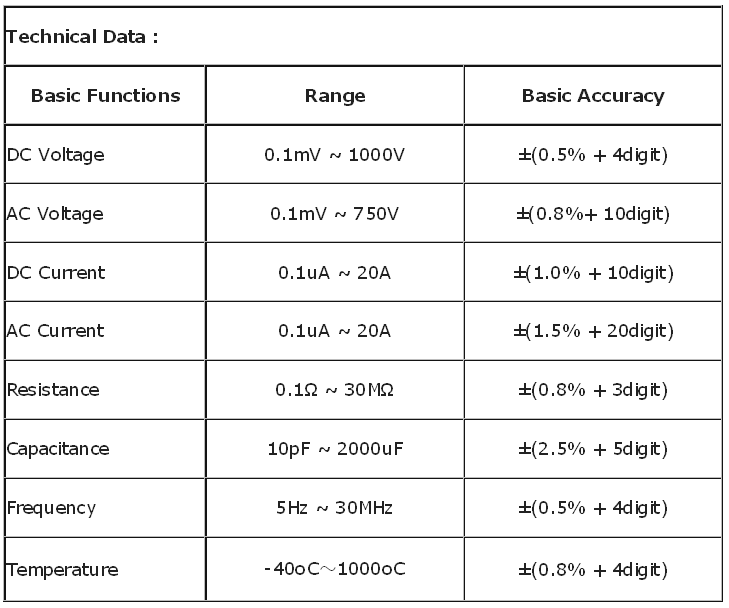 Technical Data :
Basic Functions Range Basic Accuracy
DC Voltage 0.1mV ~ 1000V ±(0.5% + 4digit)
AC Voltage 0.1mV ~ 750V ±(0.8%+ 10digit)
DC Current 0.1uA ~ 20A ±(1.0% + 10digit)
AC Current 0.1uA ~ 20A ±(1.5% + 20digit)
Resistance 0.1Ω ~ 30MΩ ±(0.8% + 3digit)
Capacitance 10pF ~ 2000uF ±(2.5% + 5digit)
Frequency 5Hz ~ 30MHz ±(0.5% + 4digit)
Temperature -40oC～1000oC ±(0.8% + 4digit)